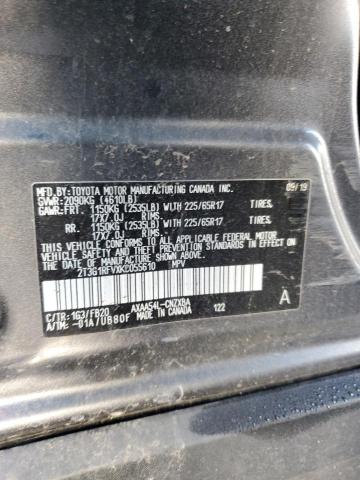 MFD.BY:TOYOTA MOTOR MANUFACTURING CANADA INC.
GVWR:2090KG (4610LB) 09/19
GAWR:FRT. 1150KG (2535LB) WITH 225/65R17 TIRES,
17X7.0J RIMS,
RR. 1150KG (2535LB) WITH 225/65R17 TIRES,
17X7.0J RIMS,
THIS VEHICLE CONFORMS TO ALL APPLICABLE FEDERAL MOTOR
VEHICLE SAFETY AND THEFT PREVENTION STANDARDS IN EFFECT
ON THE DATE OF MANUFACTURE SHOWN ABOVE.
2T3G1RFVXKC055610 MPV
A
AXAA54L-CNZXBA
C/TR:1G3/FB20 122
A/TM:-01A/UB80F MADE IN CANADA